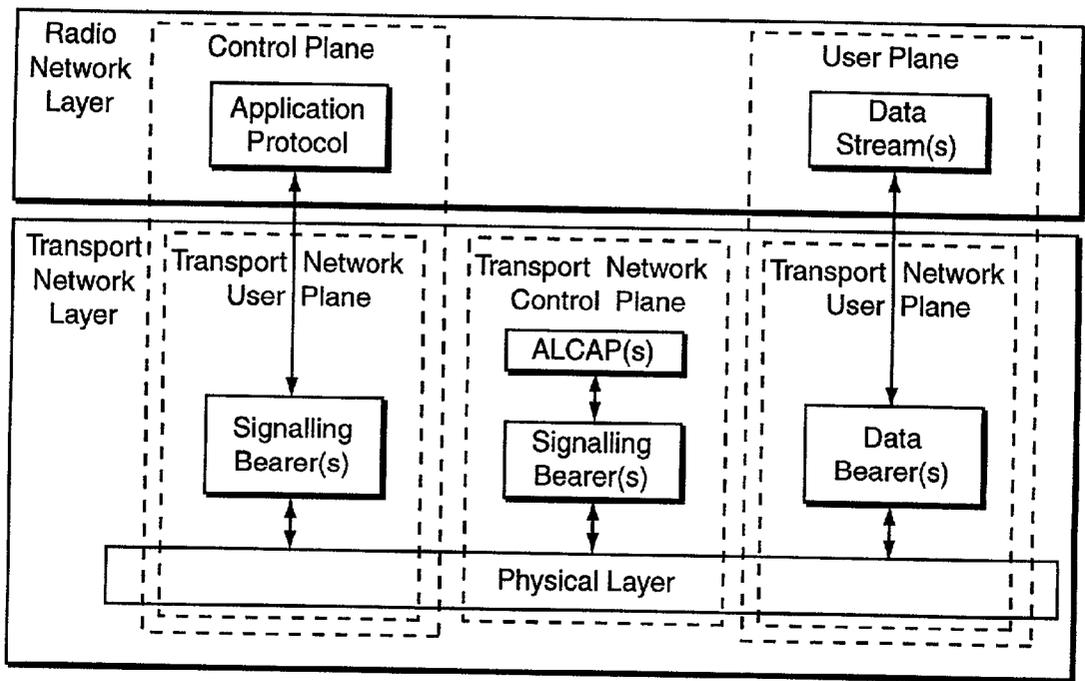 Radio
Network
Layer
Control Plane
Application
Protocol
User Plane
Data
Stream(s)
Transport
Network
Layer
Transport Network
User Plane
Signalling
Bearer(s)
Transport Network
Control Plane
ALCAP(s)
Signalling
Bearer(s)
Transport Network
User Plane
Data
Bearer(s)
Physical Layer